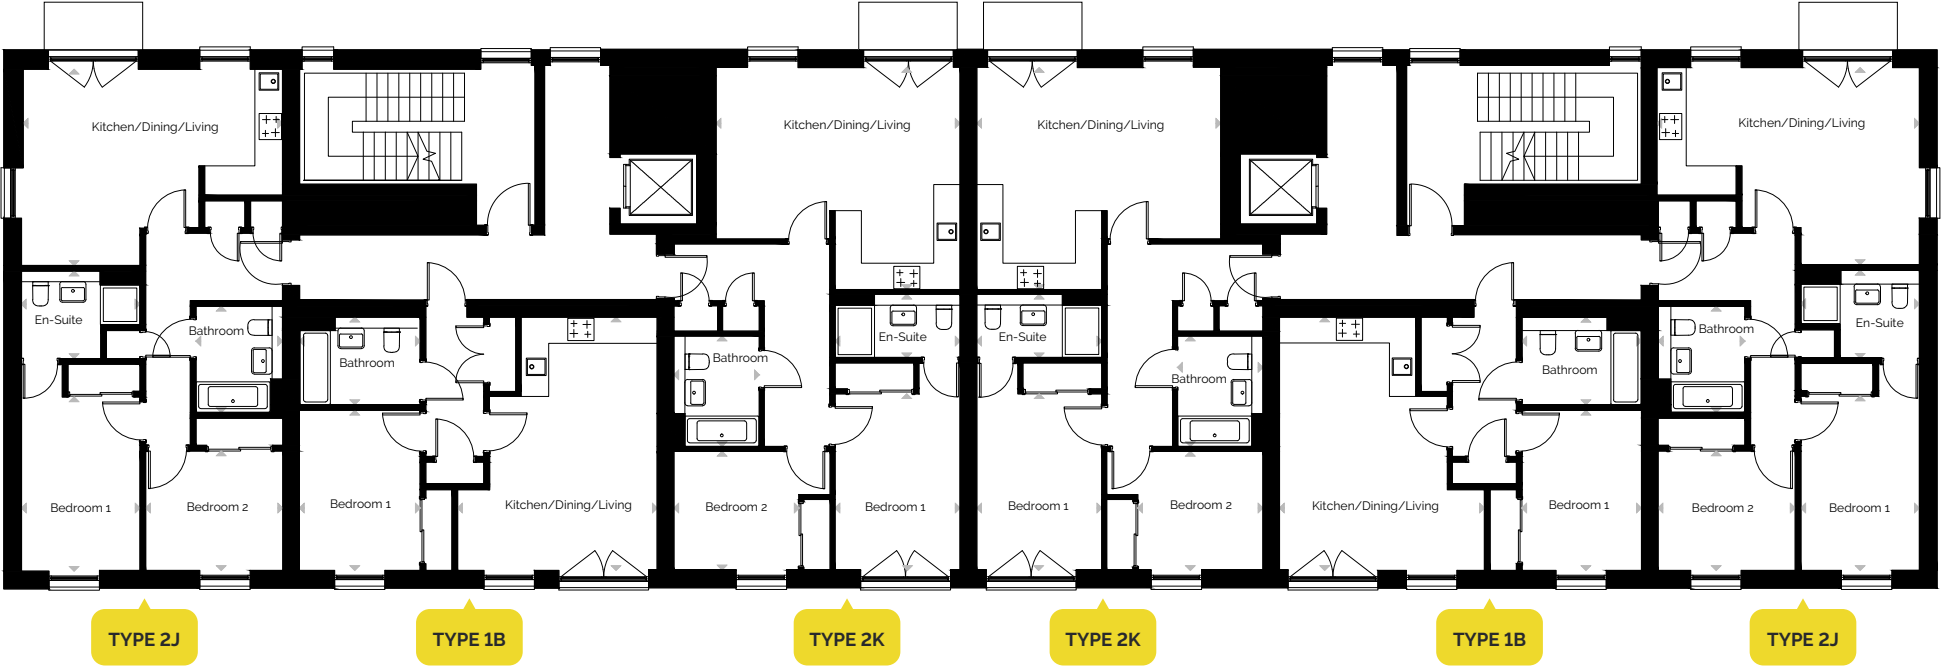 Kitchen/Dining/Living
Kitchen/Dining/Living
Kitchen/Dining/Living
Kitchen/Dining/Living
En-Suite
Bathroom
Bathroom
Bathroom
En-Suite
En-Suite
Bathroom
Bathroom
Bathroom
En-Suite
Bedroom 1
Bedroom 2
Bedroom 1
Kitchen/Dining/Living
Bedroom 2
Bedroom 1
Bedroom 1
Bedroom 2
Kitchen/Dining/Living
Bedroom 1
Bedroom 2
Bedroom 1
TYPE 2J
TYPE 1B
TYPE 2K
TYPE 2K
TYPE 1B
TYPE 2J